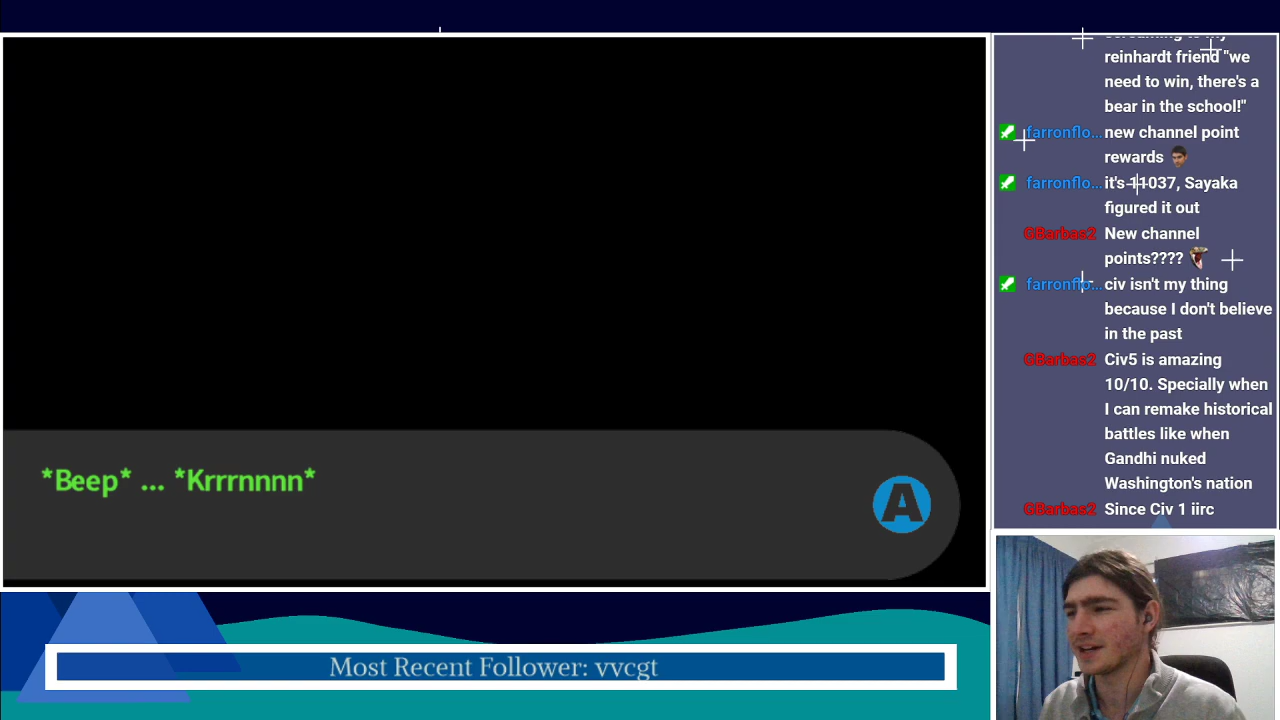 reinhardt friend "we
need to win, there's a
bear in the school!"
farronflo... new channel point
rewards
farronflo... it's 11037, Sayaka
figured it out
GBarbas2 New channel
points????
farronflo... civ isn't my thing
because I don't believe
in the past
GBarbas2 Civ5 is amazing
10/10. Specially when
I can remake historical
battles like when
Gandhi nuked
Washington's nation
GBarbas2 Since Civ 1 iirc
*Beep* ... *Krrrnnnn*
A
Most Recent Follower: vvcgt